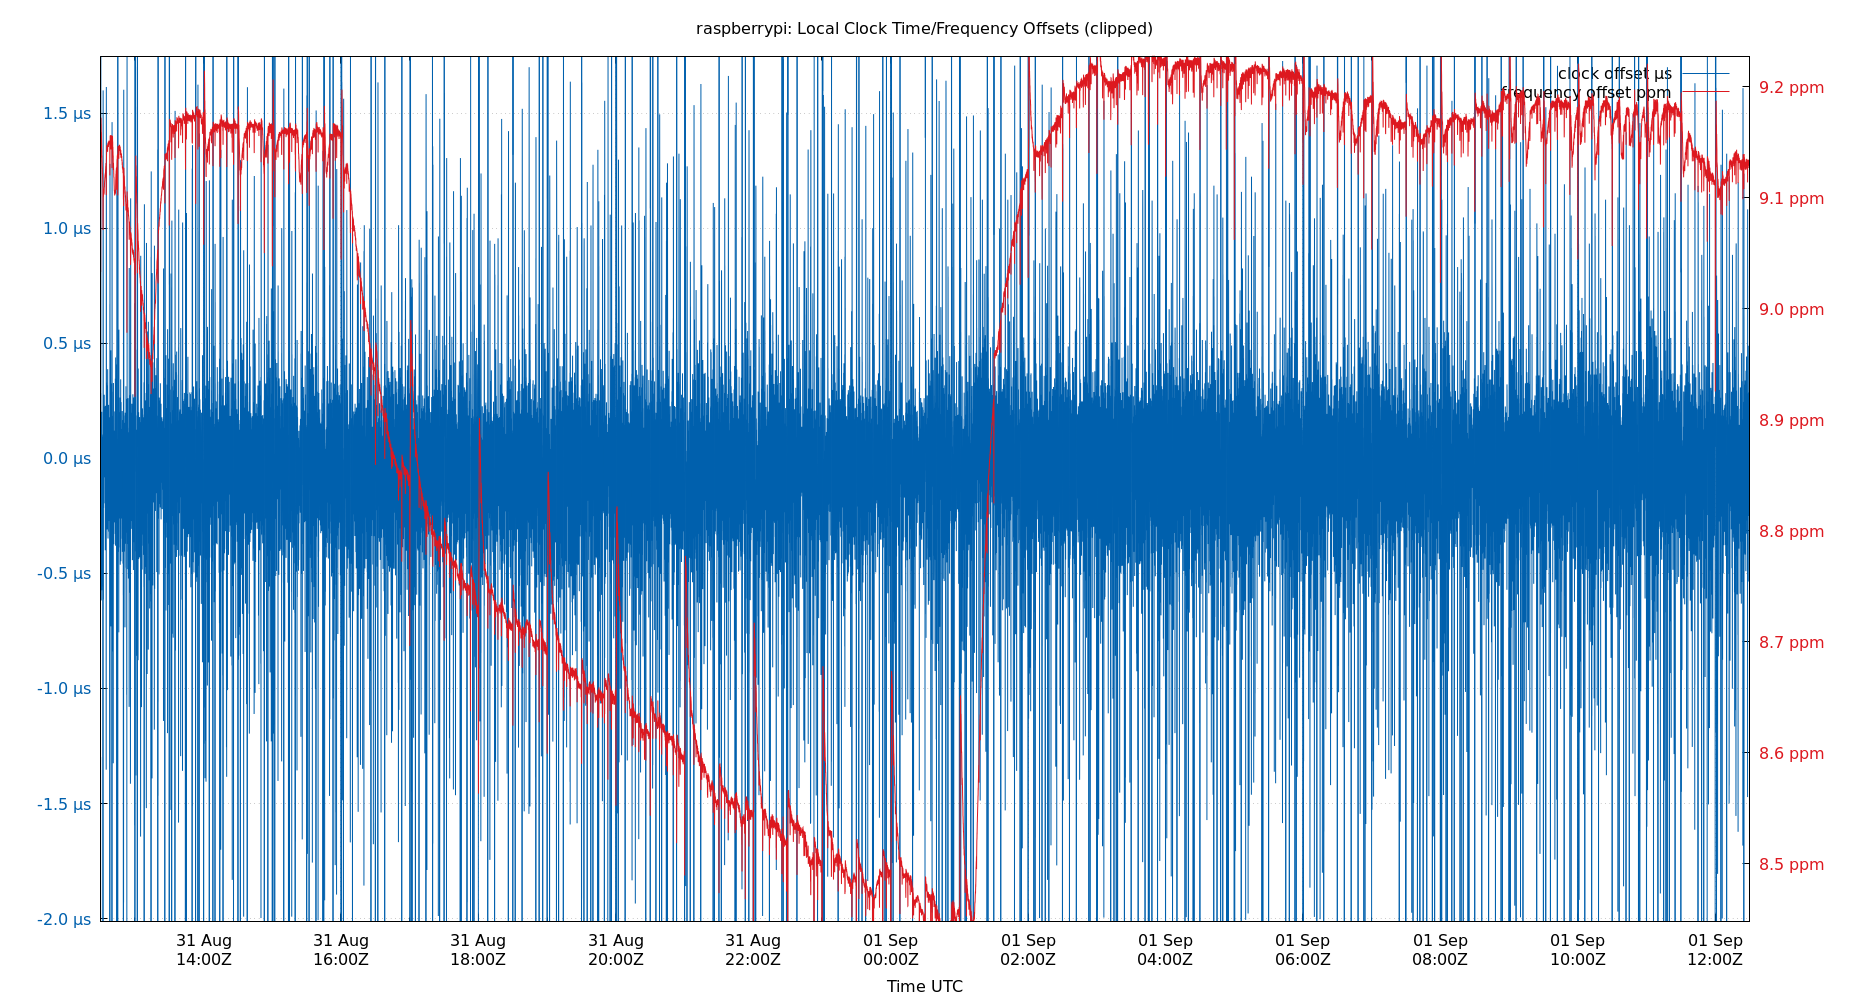 raspberrypi: Local Clock Time/Frequency Offsets (clipped)
clock offset µs
frequency offset ppm
1.5 µs
1.0 µs
0.5 µs
0.0 µs
-0.5 µs
-1.0 µs
-1.5 µs
-2.0 µs
9.2 ppm
9.1 ppm
9.0 ppm
8.9 ppm
8.8 ppm
8.7 ppm
8.6 ppm
8.5 ppm
31 Aug 31 Aug 31 Aug 31 Aug 31 Aug 01 Sep 01 Sep 01 Sep 01 Sep 01 Sep 01 Sep 01 Sep
14:00Z 16:00Z 18:00Z 20:00Z 22:00Z 00:00Z 02:00Z 04:00Z 06:00Z 08:00Z 10:00Z 12:00Z
Time UTC